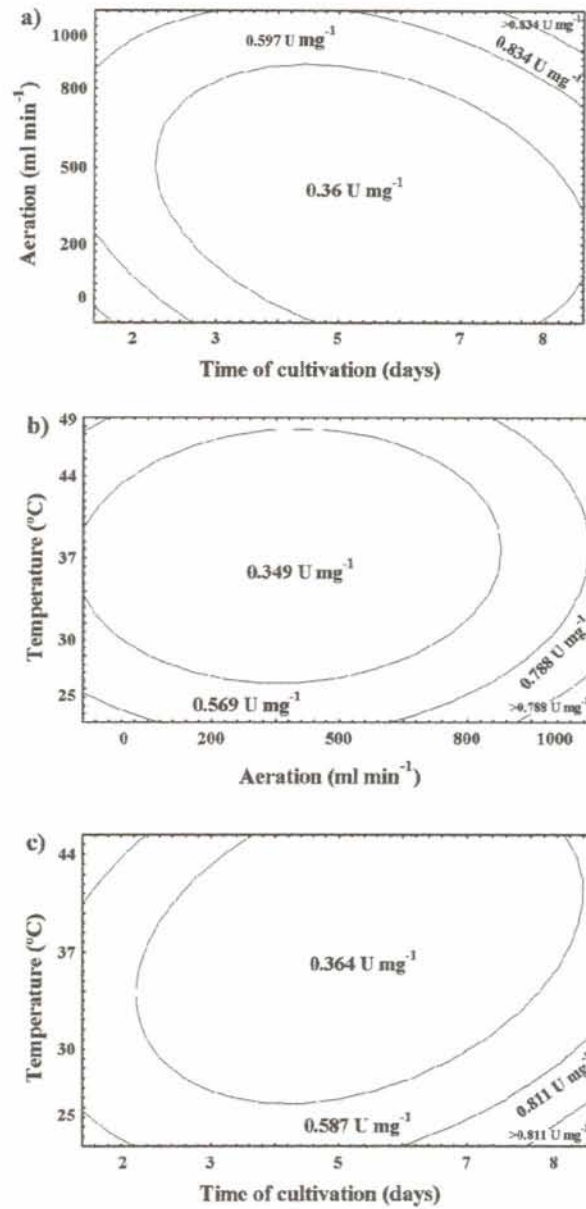 a)
1000
800
500
200
0
Aeration (ml min⁻¹)
0.597 U mg⁻¹
>0.834 U mg⁻¹
0.834 U mg⁻¹
0.36 U mg⁻¹
2 3 5 7 8
Time of cultivation (days)
b)
49
44
37
30
25
Temperature (ºC)
0.349 U mg⁻¹
0.569 U mg⁻¹
0.788 U mg⁻¹
>0.788 U mg⁻¹
0 200 500 800 1000
Aeration (ml min⁻¹)
c)
44
37
30
25
Temperature (ºC)
0.364 U mg⁻¹
0.587 U mg⁻¹
0.811 U mg⁻¹
>0.811 U mg⁻¹
2 3 5 7 8
Time of cultivation (days)